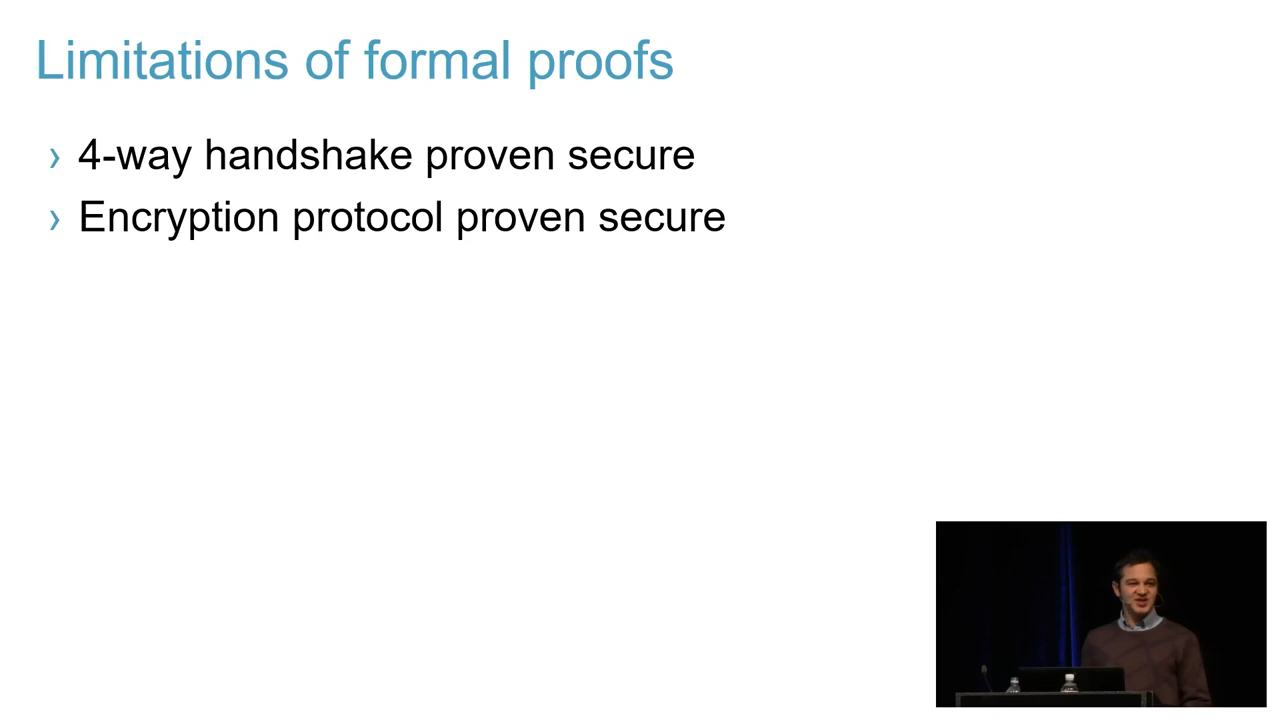 Limitations of formal proofs
› 4-way handshake proven secure
› Encryption protocol proven secure